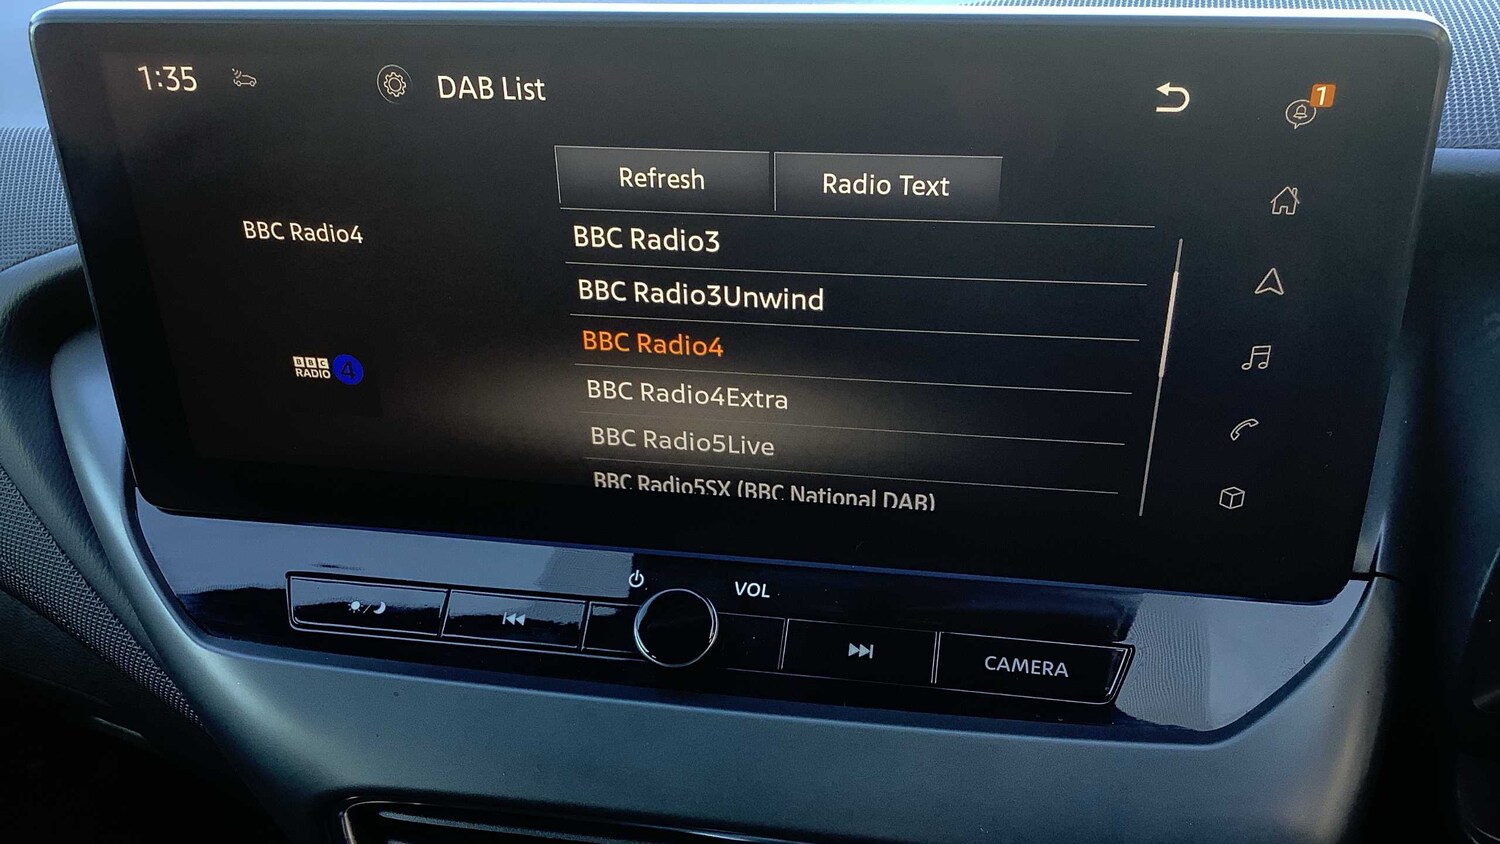 1:35
DAB List
1
Refresh
Radio Text
BBC Radio4
BBC Radio3
BBC Radio3Unwind
BBC Radio4
BBC
RADIO 4
BBC Radio4Extra
BBC Radio5Live
BBC Radio5SX (BBC National DAB)
VOL
CAMERA